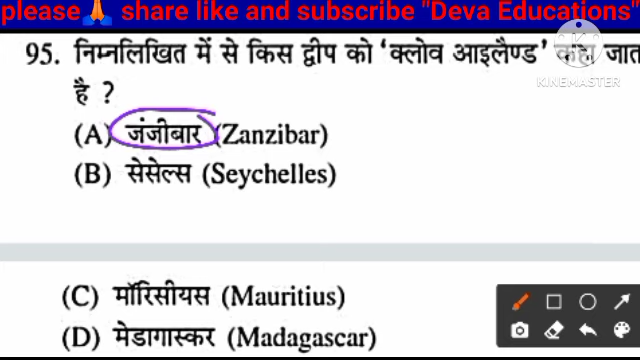 please🙏 share like and subscribe "Deva Educations"
95. निम्नलिखित में से किस द्वीप को 'क्लोव आइलैण्ड' कहा जात
है ?
KINEMASTER
(A) जंजीबार (Zanzibar)
(B) सेसेल्स (Seychelles)
(C) मॉरिसीयस (Mauritius)
(D) मेडागास्कर (Madagascar)